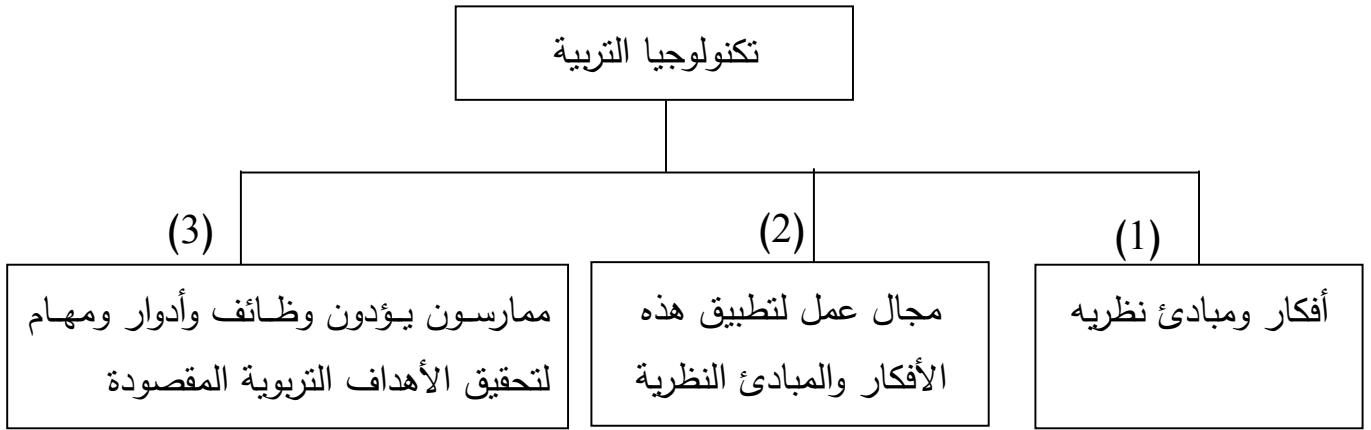 تكنولوجيا التربية
(1)
أفكار ومبادئ نظريه
(2)
مجال عمل لتطبيق هذه
الأفكار والمبادئ النظرية
(3)
ممارسون يؤدون وظائف وأدوار ومهام
لتحقيق الأهداف التربوية المقصودة